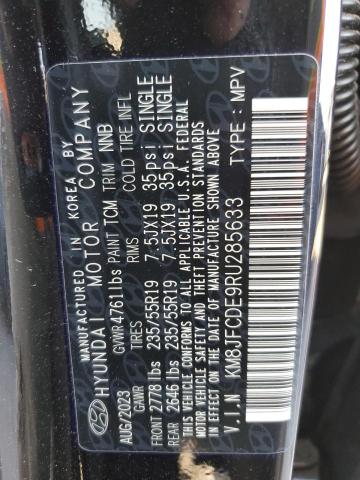 MANUFACTURED IN KOREA BY
HYUNDAI MOTOR COMPANY
AUG/2023 GVWR 4761lbs PAINT TCM TRIM NNB
GAWR TIRES RIMS COLD TIRE INFL
FRONT 2778 lbs 235/55R19 7.5JX19 35psi SINGLE
REAR 2646 lbs 235/55R19 7.5JX19 35psi SINGLE
THIS VEHICLE CONFORMS TO ALL APPLICABLE U.S.A. FEDERAL
MOTOR VEHICLE SAFETY AND THEFT PREVENTION STANDARDS
IN EFFECT ON THE DATE OF MANUFACTURE SHOWN ABOVE
V.I.N KM8JFCDE9RU285633 TYPE: MPV